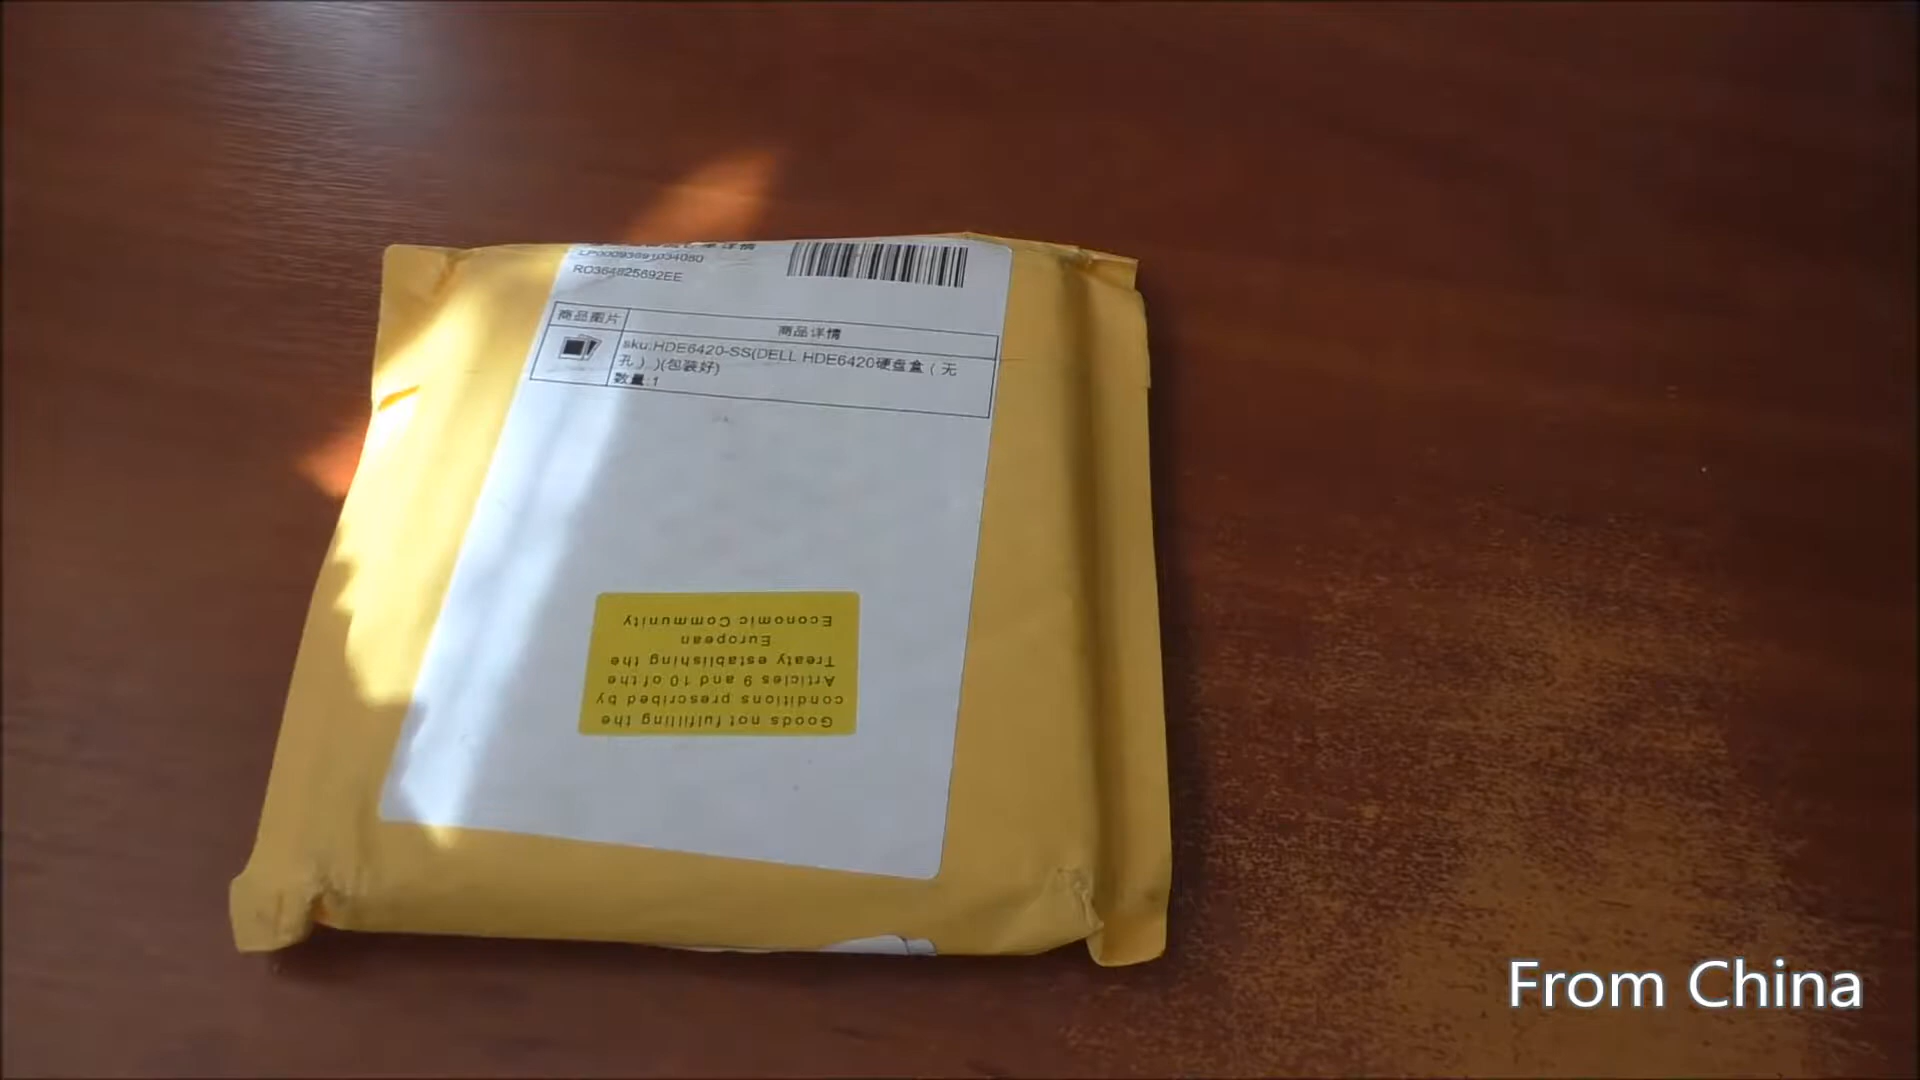 LP00093691034080
RO364825692EE
商品图片
商品详情
sku:HDE6420-SS(DELL HDE6420硬盘盒（无
孔）)(包装好)
数量:1
Goods not fulfilling the
conditions prescribed by
Articles 9 and 10 of the
Treaty establishing the
European
Economic Community
From China